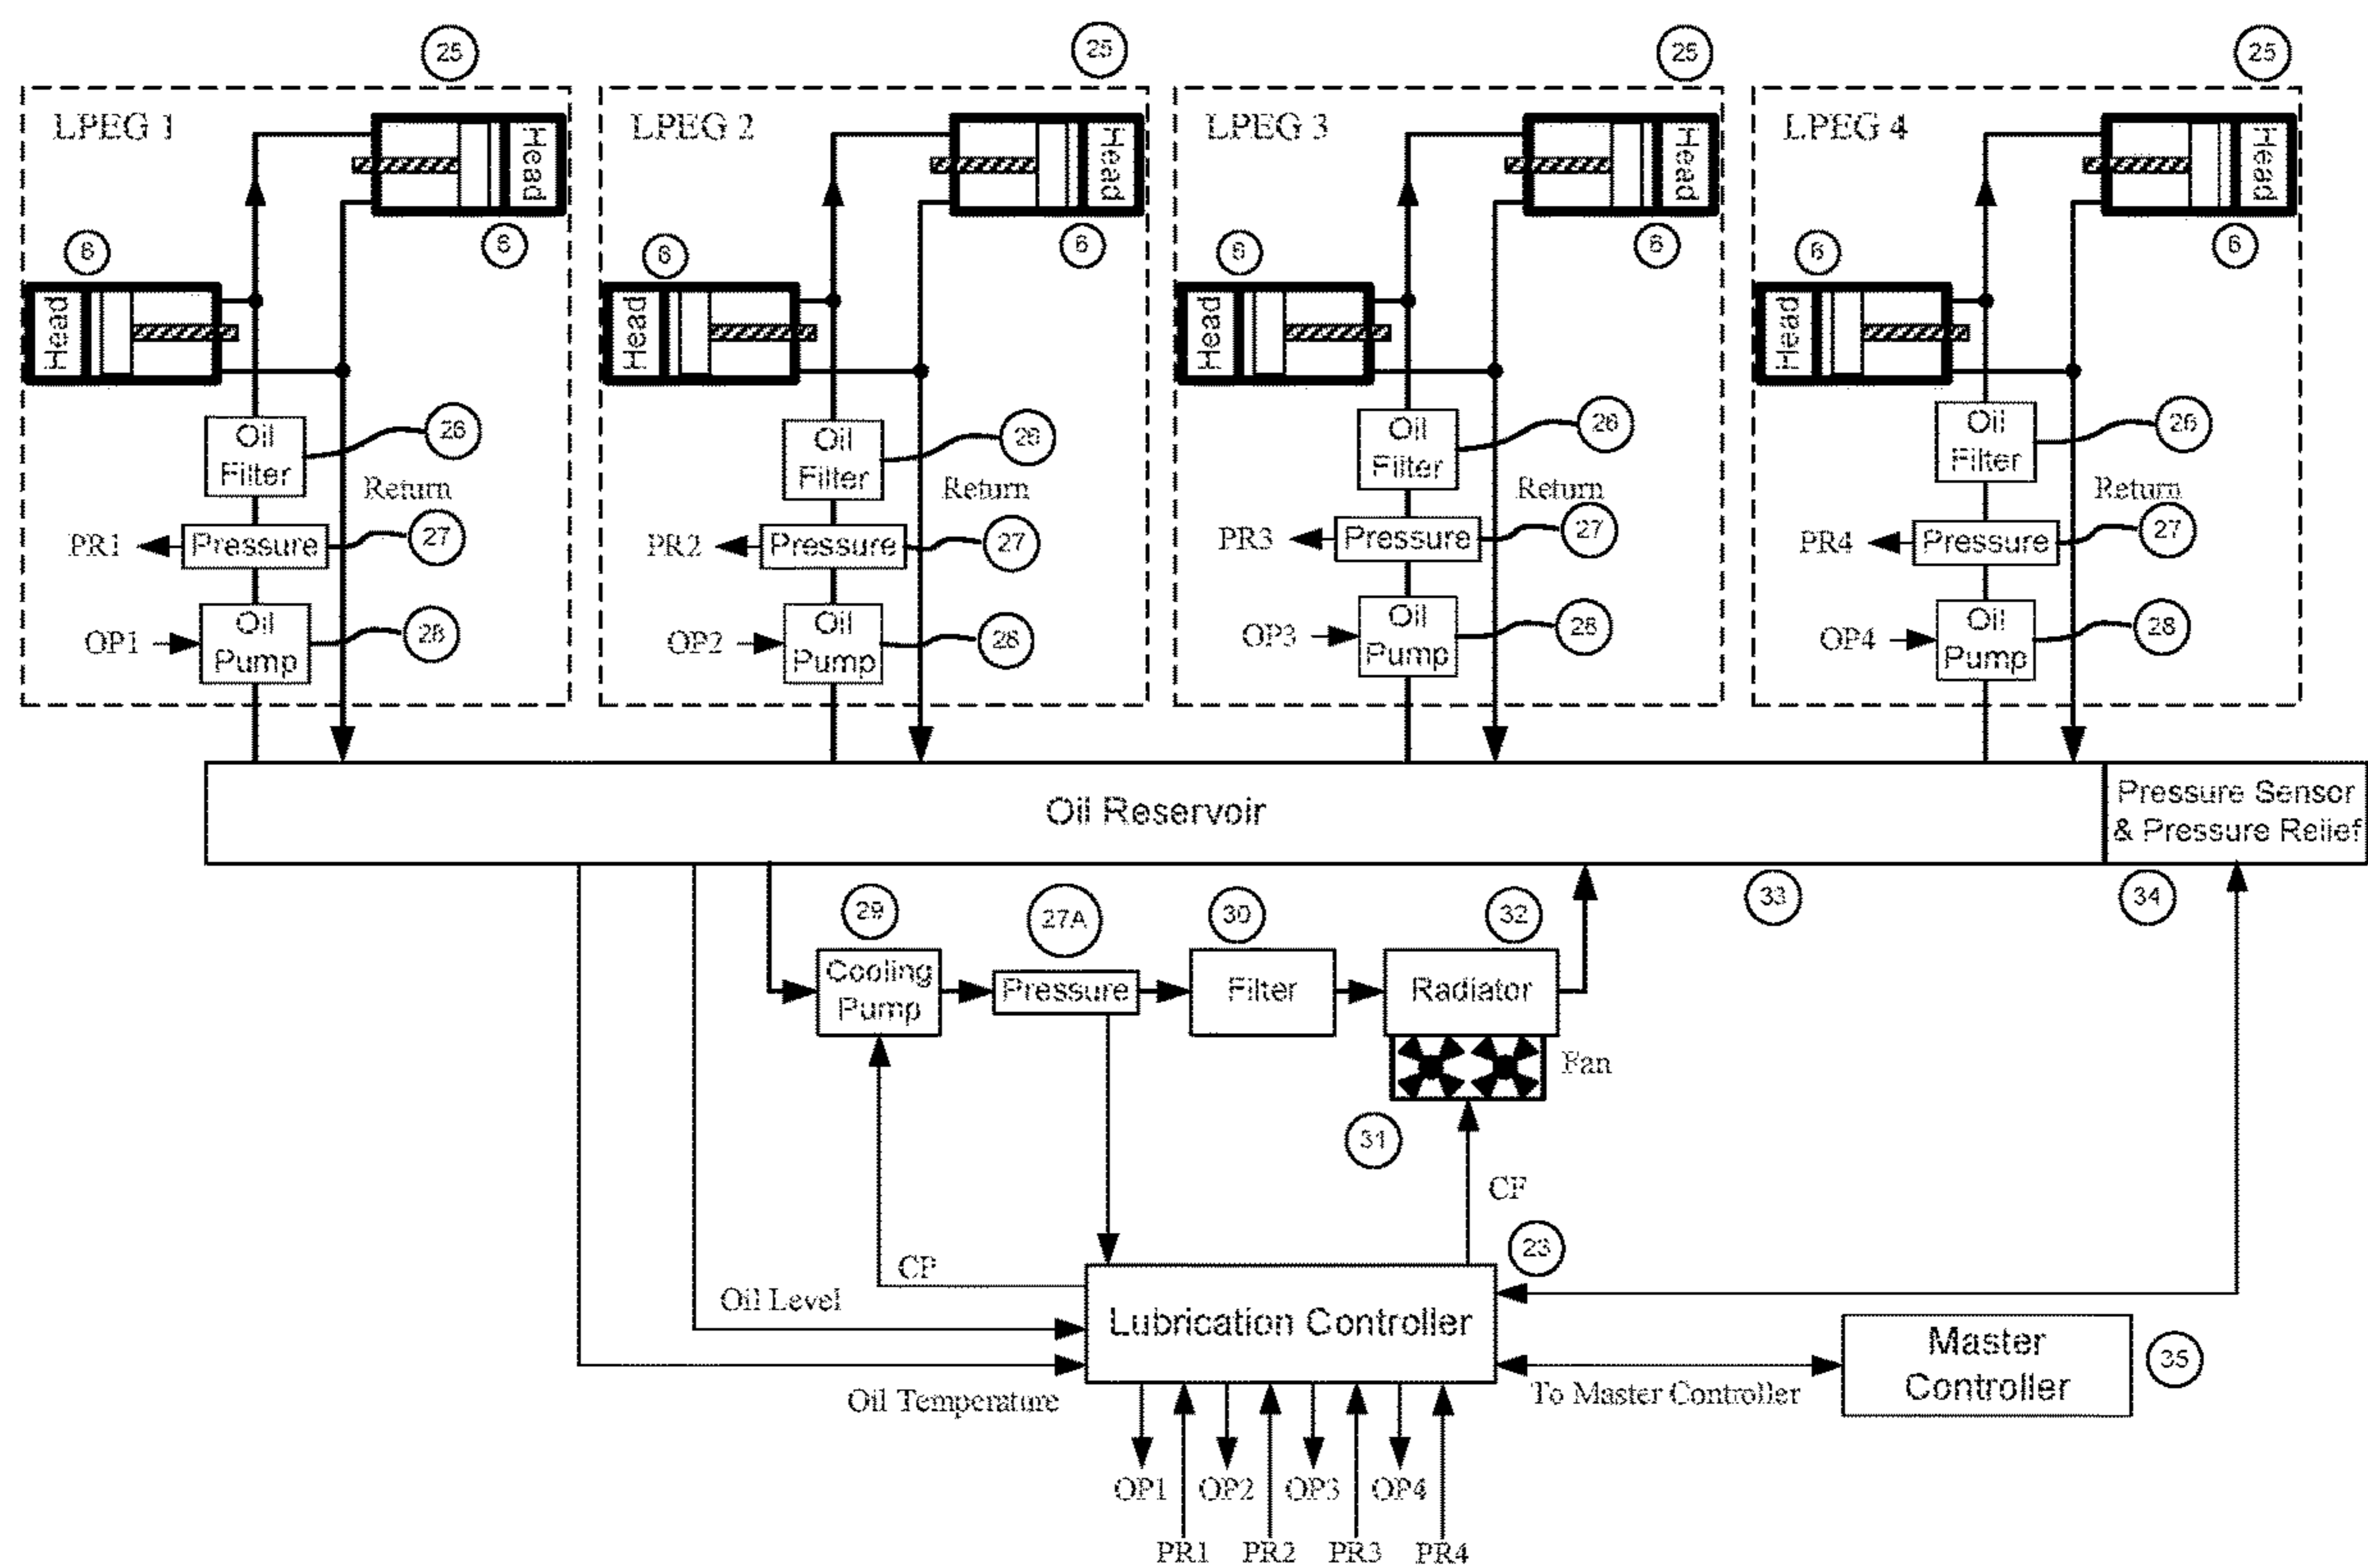 25
25
25
25
LPEG 1
LPEG 2
LPEG 3
LPEG 4
Head
Head
Head
Head
6
6
6
6
6
6
6
6
Head
Head
Head
Head
Oil
Filter
26
Oil
Filter
26
Oil
Filter
26
Oil
Filter
26
Return
Return
Return
Return
PR1
Pressure
27
PR2
Pressure
27
PR3
Pressure
27
PR4
Pressure
27
OP1
Oil
Pump
28
OP2
Oil
Pump
28
OP3
Oil
Pump
28
OP4
Oil
Pump
28
Oil Reservoir
Pressure Sensor
& Pressure Relief
29
27A
30
32
33
34
Cooling
Pump
Pressure
Filter
Radiator
Fan
31
CF
23
CP
Oil Level
Lubrication Controller
Master
Controller
35
Oil Temperature
To Master Controller
OP1 OP2 OP3 OP4
PR1 PR2 PR3 PR4